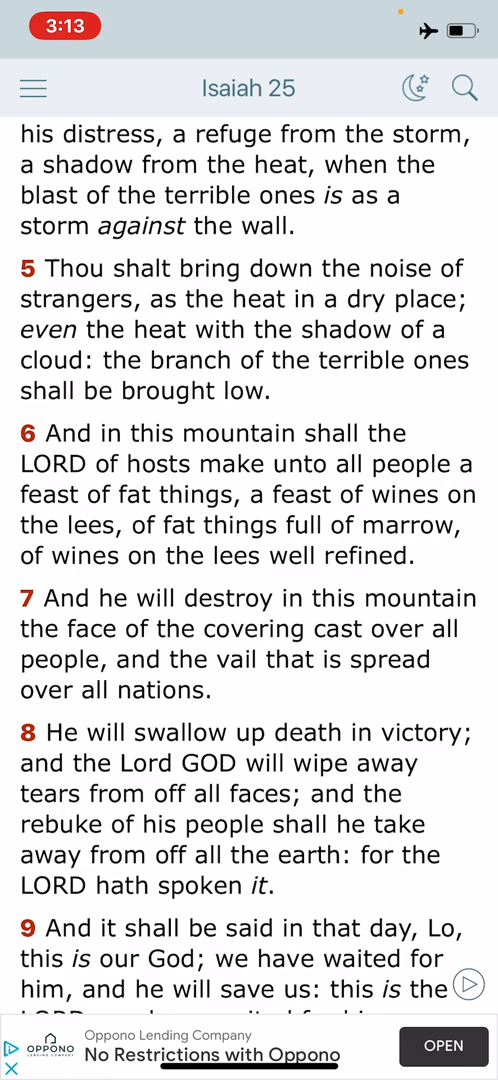 3:13
Isaiah 25
his distress, a refuge from the storm,
a shadow from the heat, when the
blast of the terrible ones is as a
storm against the wall.
5 Thou shalt bring down the noise of
strangers, as the heat in a dry place;
even the heat with the shadow of a
cloud: the branch of the terrible ones
shall be brought low.
6 And in this mountain shall the
LORD of hosts make unto all people a
feast of fat things, a feast of wines on
the lees, of fat things full of marrow,
of wines on the lees well refined.
7 And he will destroy in this mountain
the face of the covering cast over all
people, and the vail that is spread
over all nations.
8 He will swallow up death in victory;
and the Lord GOD will wipe away
tears from off all faces; and the
rebuke of his people shall he take
away from off all the earth: for the
LORD hath spoken it.
9 And it shall be said in that day, Lo,
this is our God; we have waited for
him, and he will save us: this is the
OPPONO
LENDING COMPANY
Oppono Lending Company
No Restrictions with Oppono
OPEN